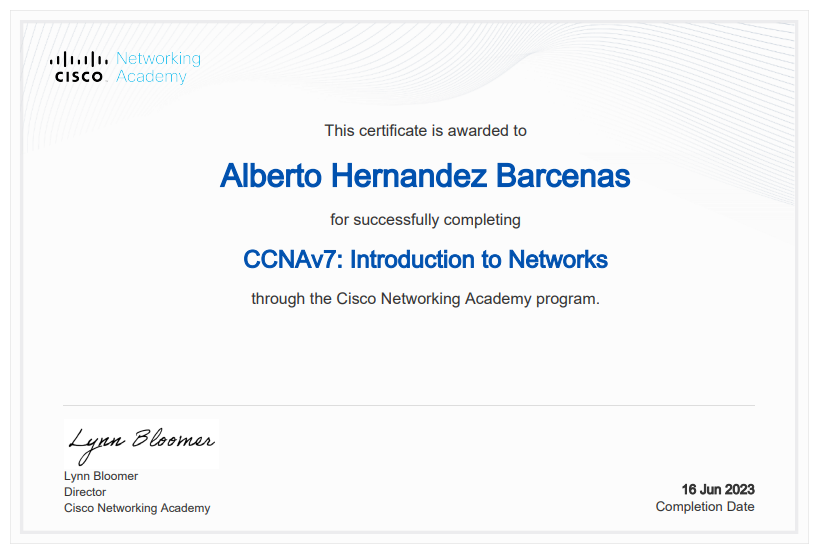 Networking
CISCO Academy
This certificate is awarded to
Alberto Hernandez Barcenas
for successfully completing
CCNAv7: Introduction to Networks
through the Cisco Networking Academy program.
Lynn Bloomer
Lynn Bloomer
Director
Cisco Networking Academy
16 Jun 2023
Completion Date